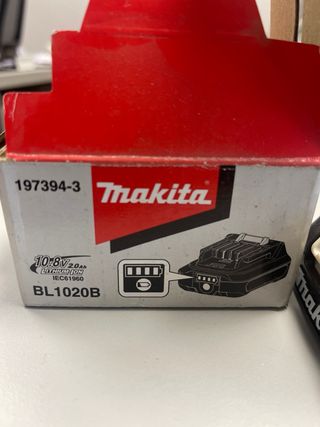 197394-3
makita
10.8V 2.0Ah
LITHIUM-ION
IEC61960
BL1020B